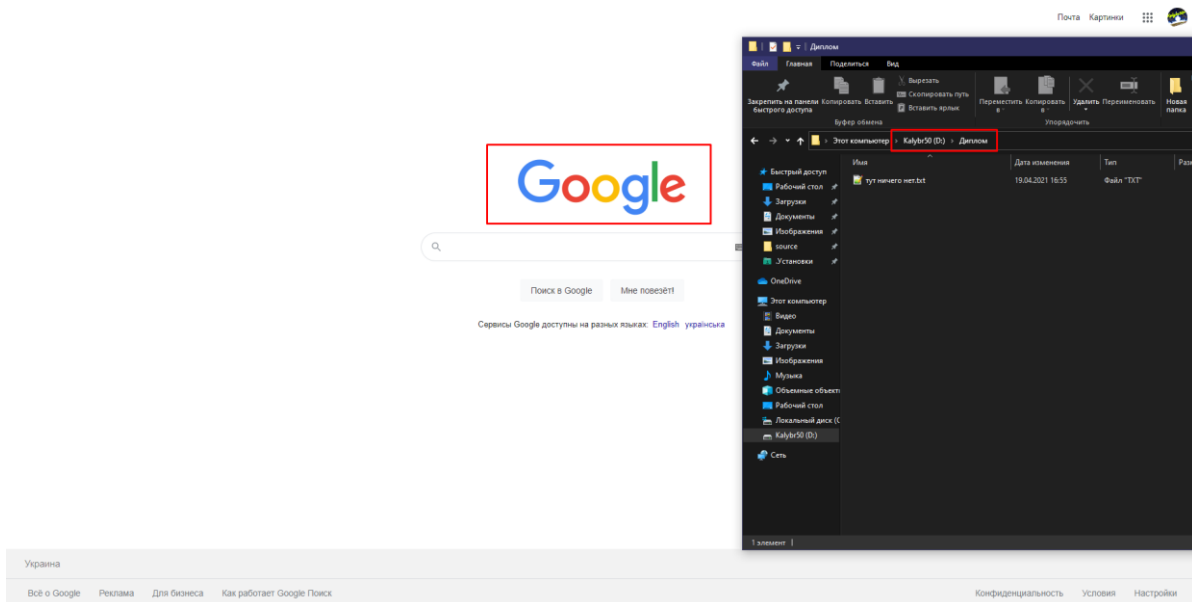 Почта Картинки
Google
Поиск в Google Мне повезёт!
Сервисы Google доступны на разных языках: English українська
Диплом
Файл Главная Поделиться Вид
Закрепить на панели быстрого доступа
Копировать Вставить
Вырезать
Скопировать путь
Вставить ярлык
Переместить в
Копировать в
Удалить Переименовать
Новая папка
Буфер обмена Упорядочить
Этот компьютер › Kalybr50 (D:) › Диплом
Имя Дата изменения Тип
тут ничего нет.txt 19.04.2021 16:55 Файл "TXT"
Быстрый доступ
Рабочий стол
Загрузки
Документы
Изображения
source
.Установки
OneDrive
Этот компьютер
Видео
Документы
Загрузки
Изображения
Музыка
Объемные объект
Рабочий стол
Локальный диск (C
Kalybr50 (D:)
Сеть
1 элемент
Украина
Всё о Google Реклама Для бизнеса Как работает Google Поиск
Конфиденциальность Условия Настройки